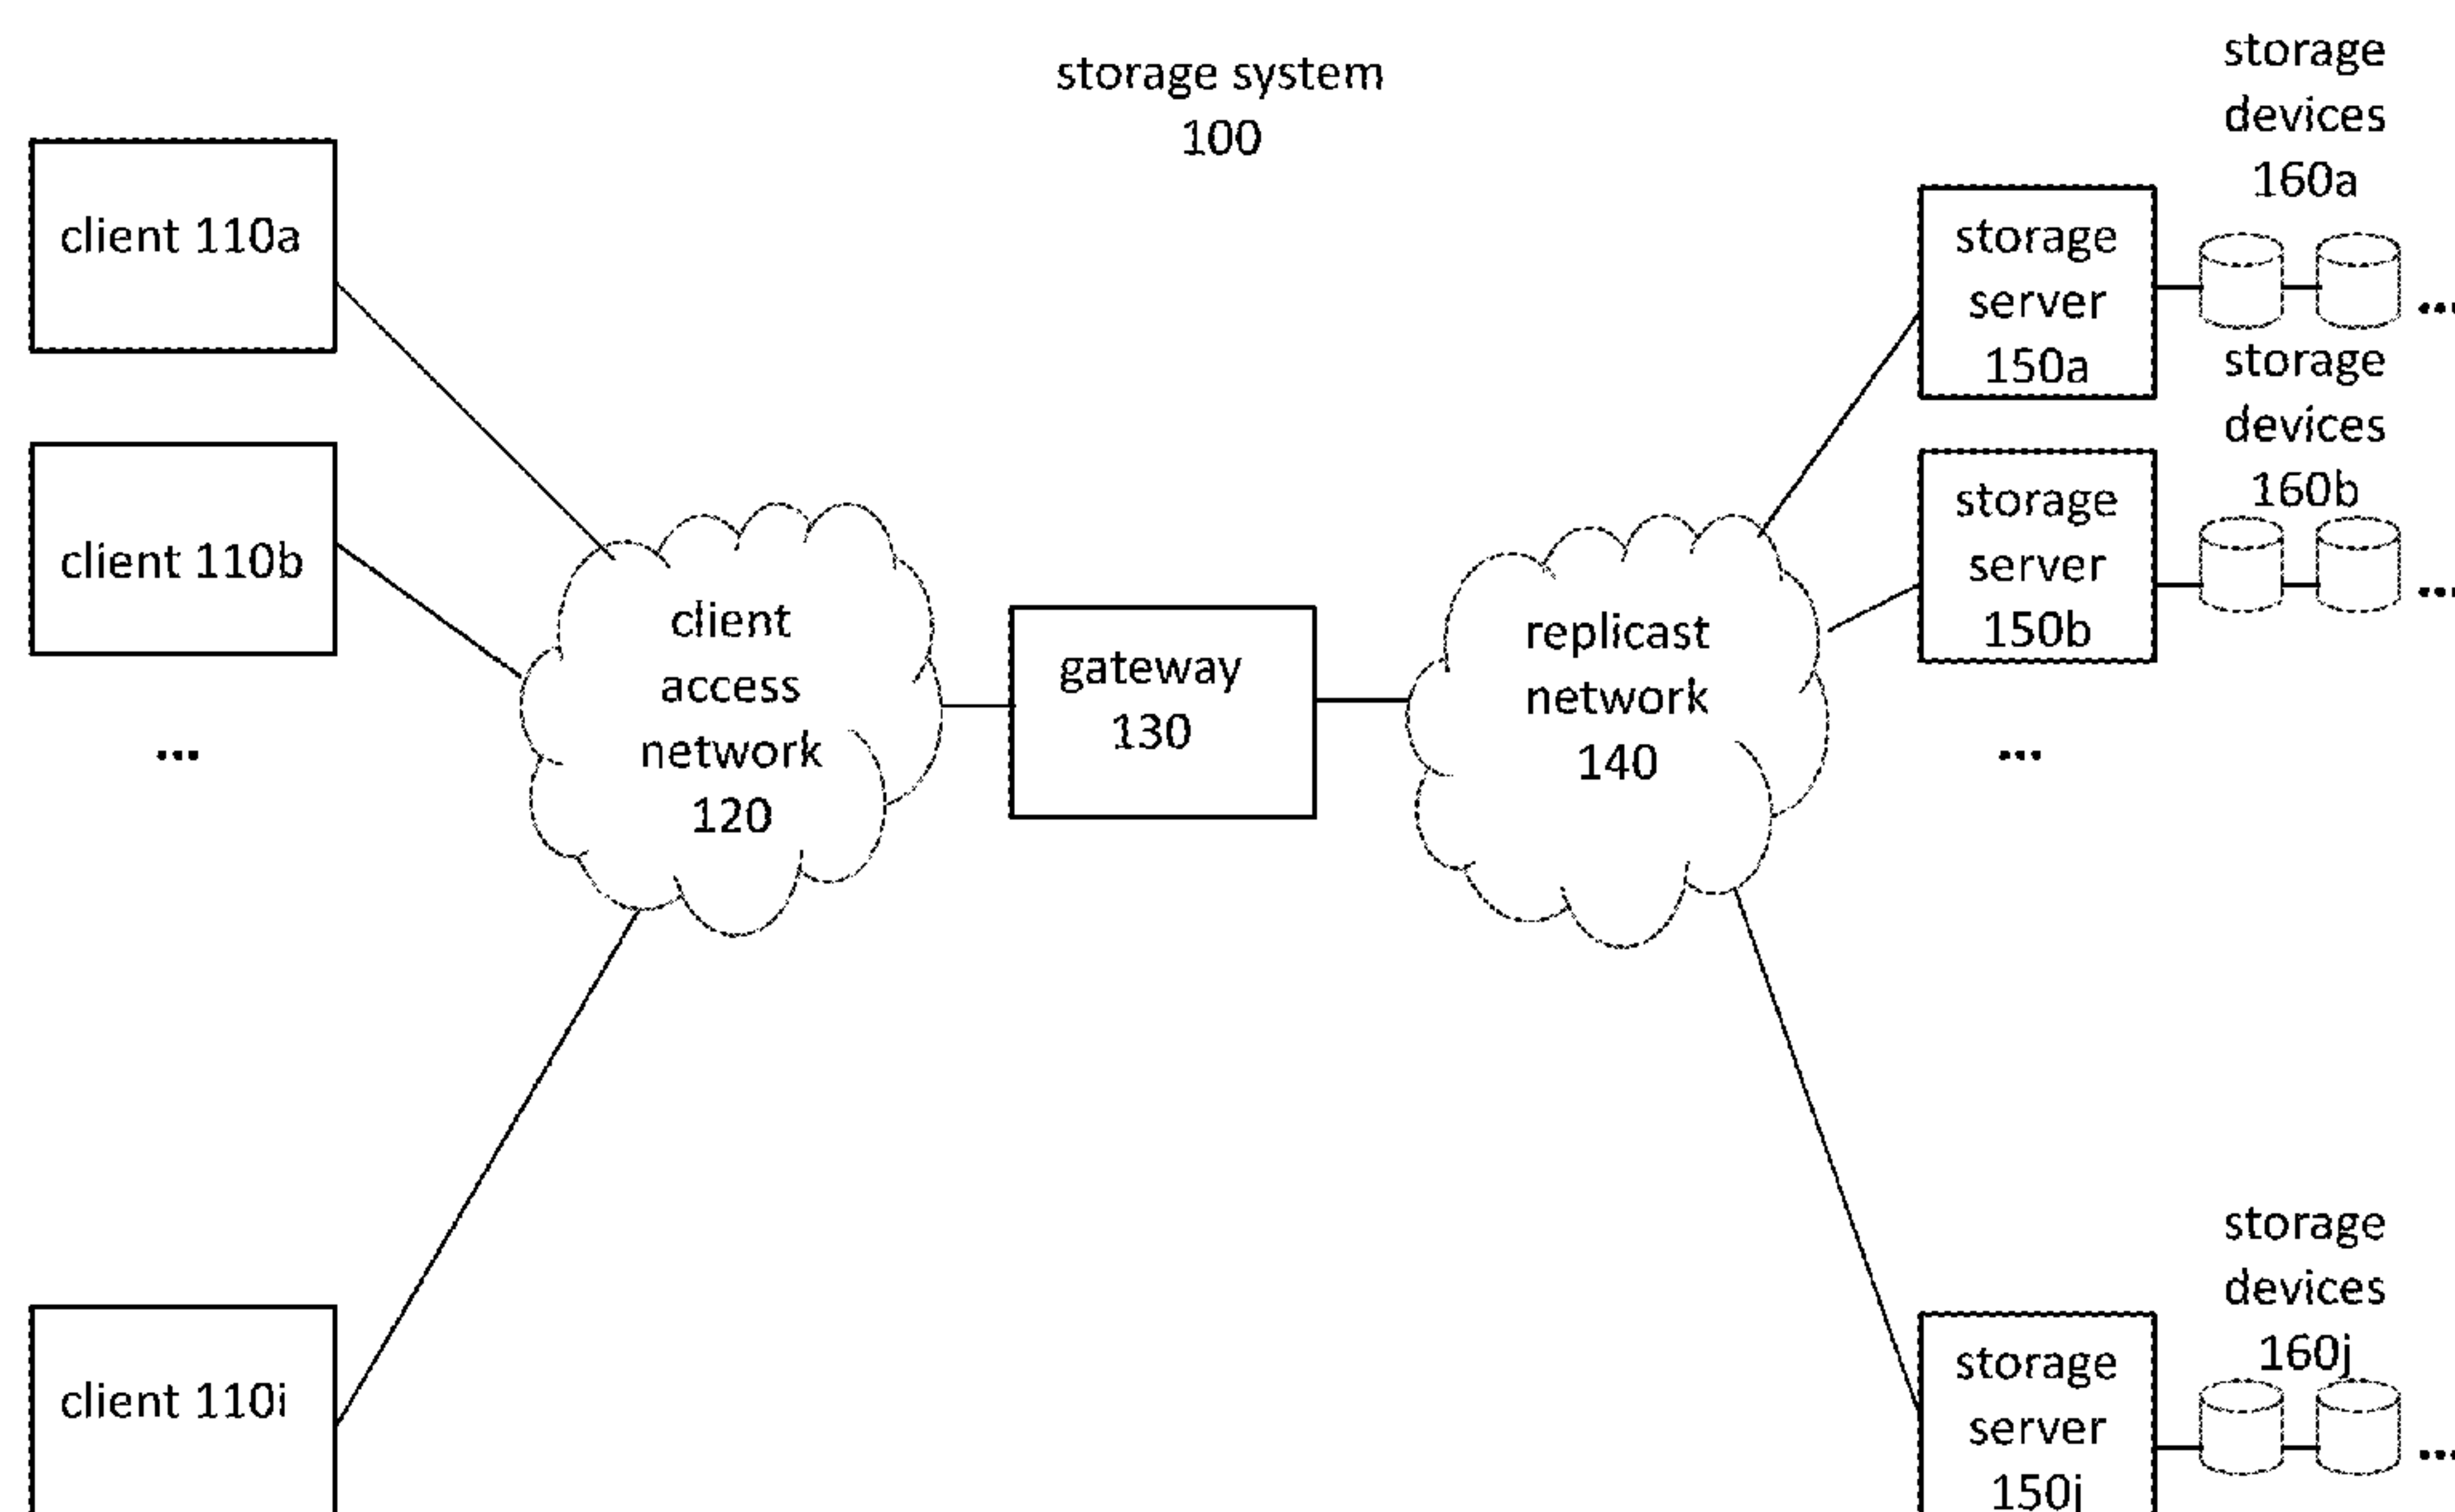 storage system
100
client 110a
client 110b
...
client 110i
client
access
network
120
gateway
130
replicast
network
140
storage
server
150a
storage
devices
160a
...
storage
server
150b
storage
devices
160b
...
...
storage
server
150j
storage
devices
160j
...